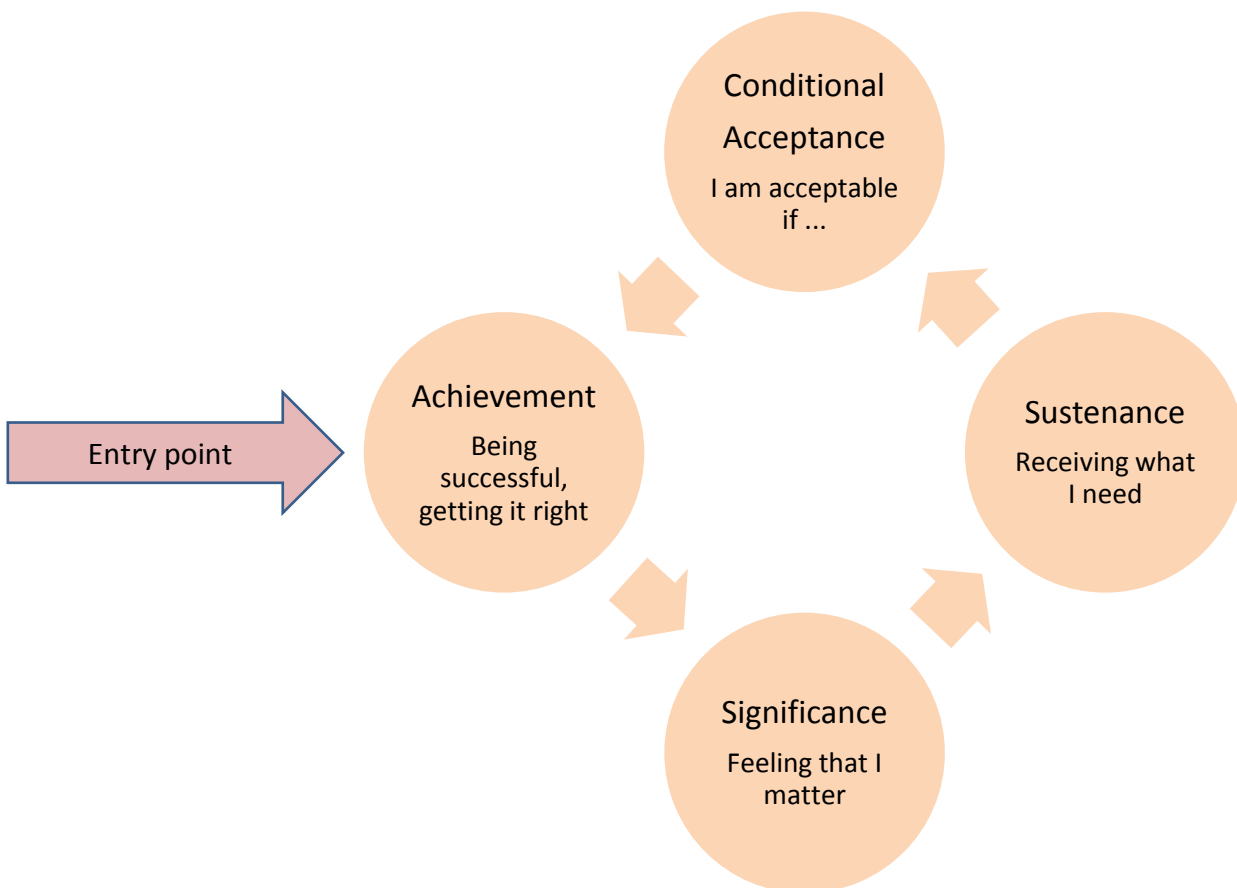 Conditional
Acceptance
I am acceptable
if ...
Achievement
Being
successful,
getting it right
Entry point
Sustenance
Receiving what
I need
Significance
Feeling that I
matter